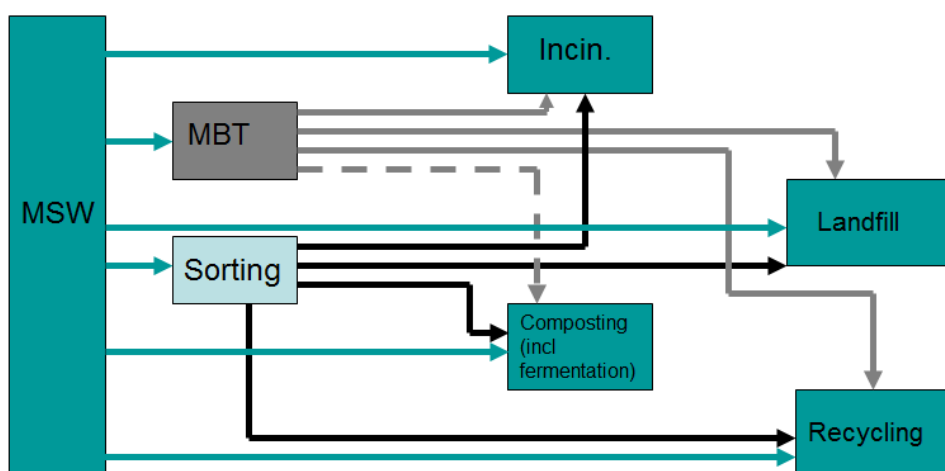 Incin.
MBT
MSW
Landfill
Sorting
Composting
(incl
fermentation)
Recycling